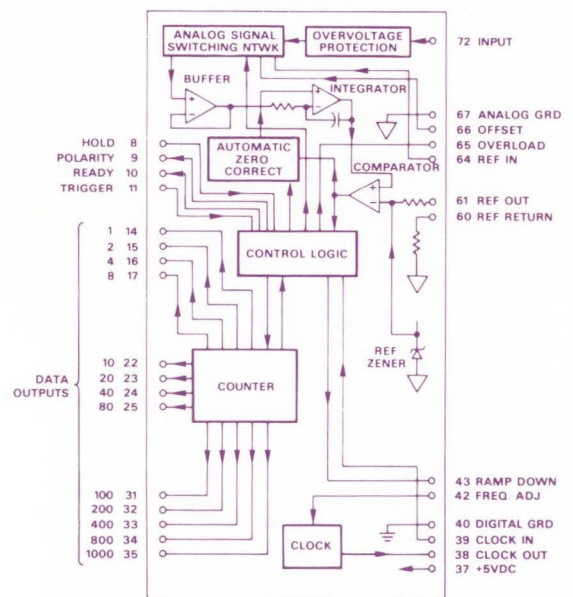 ANALOG SIGNAL
SWITCHING NTWK
OVERVOLTAGE
PROTECTION
72 INPUT
BUFFER
INTEGRATOR
+
−
+
−
67 ANALOG GRD
66 OFFSET
65 OVERLOAD
64 REF IN
HOLD 8
POLARITY 9
READY 10
TRIGGER 11
AUTOMATIC
ZERO
CORRECT
COMPARATOR
+
−
61 REF OUT
60 REF RETURN
1 14
2 15
4 16
8 17
CONTROL LOGIC
REF
ZENER
DATA
OUTPUTS
10 22
20 23
40 24
80 25
COUNTER
100 31
200 32
400 33
800 34
1000 35
43 RAMP DOWN
42 FREQ. ADJ
CLOCK
40 DIGITAL GRD
39 CLOCK IN
38 CLOCK OUT
37 +5VDC